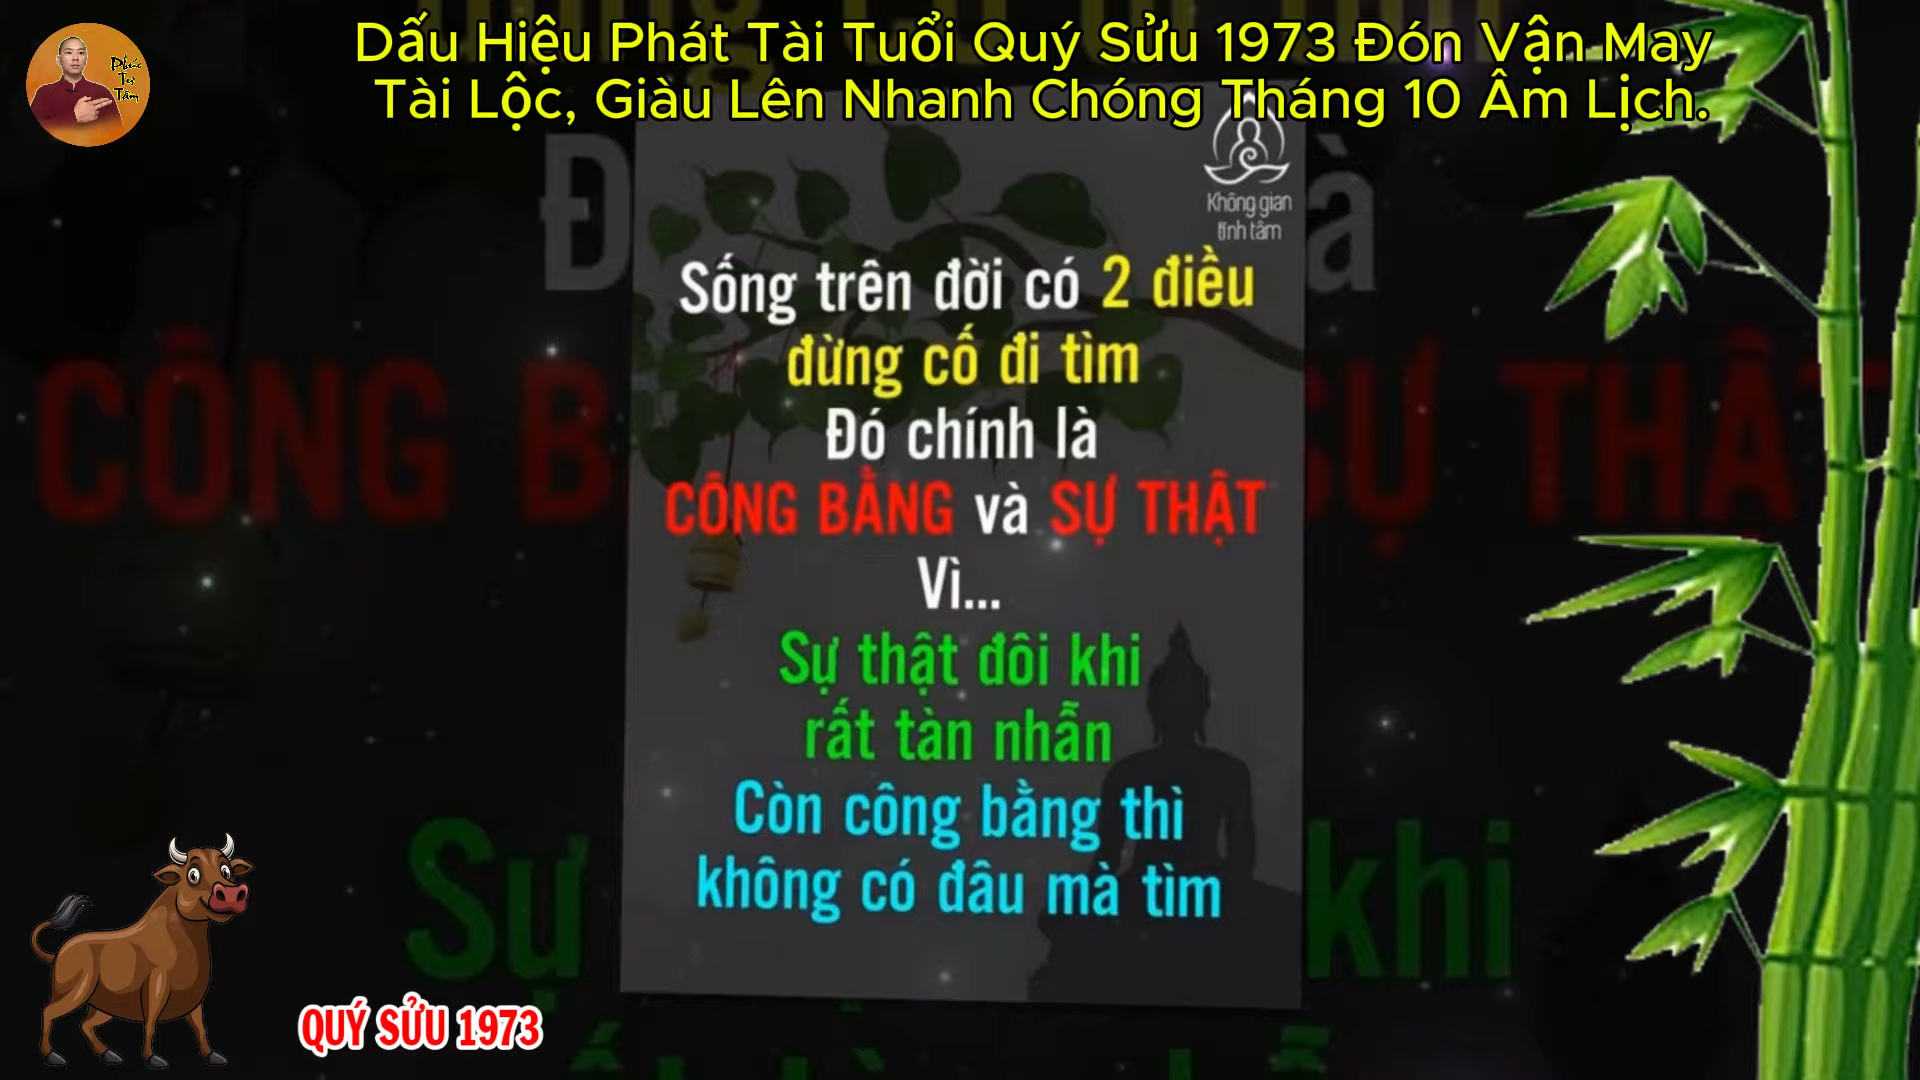 Dấu Hiệu Phát Tài Tuổi Quý Sửu 1973 Đón Vận May
Tài Lộc, Giàu Lên Nhanh Chóng Tháng 10 Âm Lịch.
Phúc
Tuệ
Tâm
Không gian
tĩnh tâm
Sống trên đời có 2 điều
đừng cố đi tìm
Đó chính là
CÔNG BẰNG và SỰ THẬT
Vì...
Sự thật đôi khi
rất tàn nhẫn
Còn công bằng thì
không có đâu mà tìm
QUÝ SỬU 1973